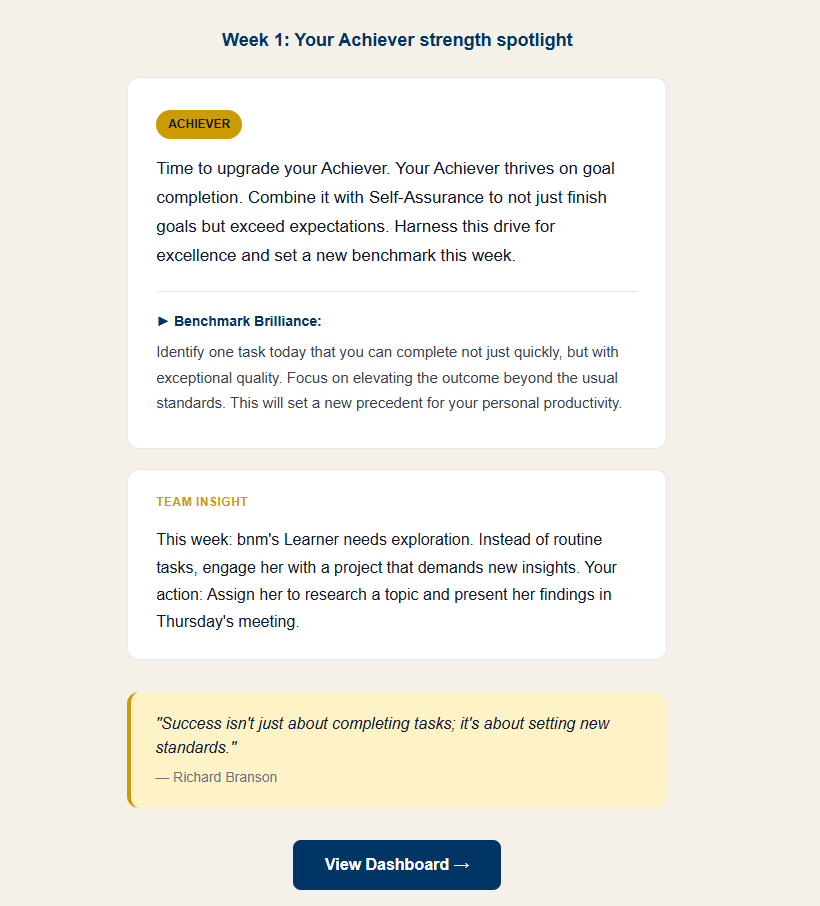 Week 1: Your Achiever strength spotlight
ACHIEVER
Time to upgrade your Achiever. Your Achiever thrives on goal
completion. Combine it with Self-Assurance to not just finish
goals but exceed expectations. Harness this drive for
excellence and set a new benchmark this week.
► Benchmark Brilliance:
Identify one task today that you can complete not just quickly, but with
exceptional quality. Focus on elevating the outcome beyond the usual
standards. This will set a new precedent for your personal productivity.
TEAM INSIGHT
This week: bnm's Learner needs exploration. Instead of routine
tasks, engage her with a project that demands new insights. Your
action: Assign her to research a topic and present her findings in
Thursday's meeting.
"Success isn't just about completing tasks; it's about setting new
standards."
— Richard Branson
View Dashboard →